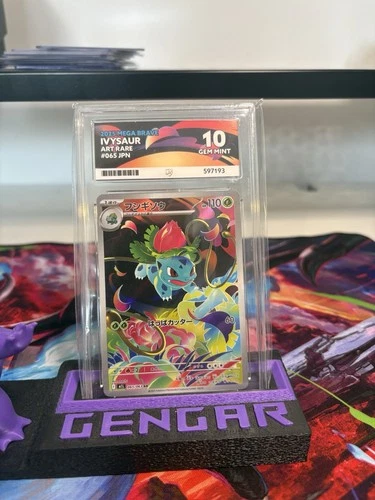 2025 MEGA BRAVE
IVYSAUR
ART RARE
#065 JPN
10
GEM MINT
597193
フシギソウ
110
はっぱカッター
GENGAR